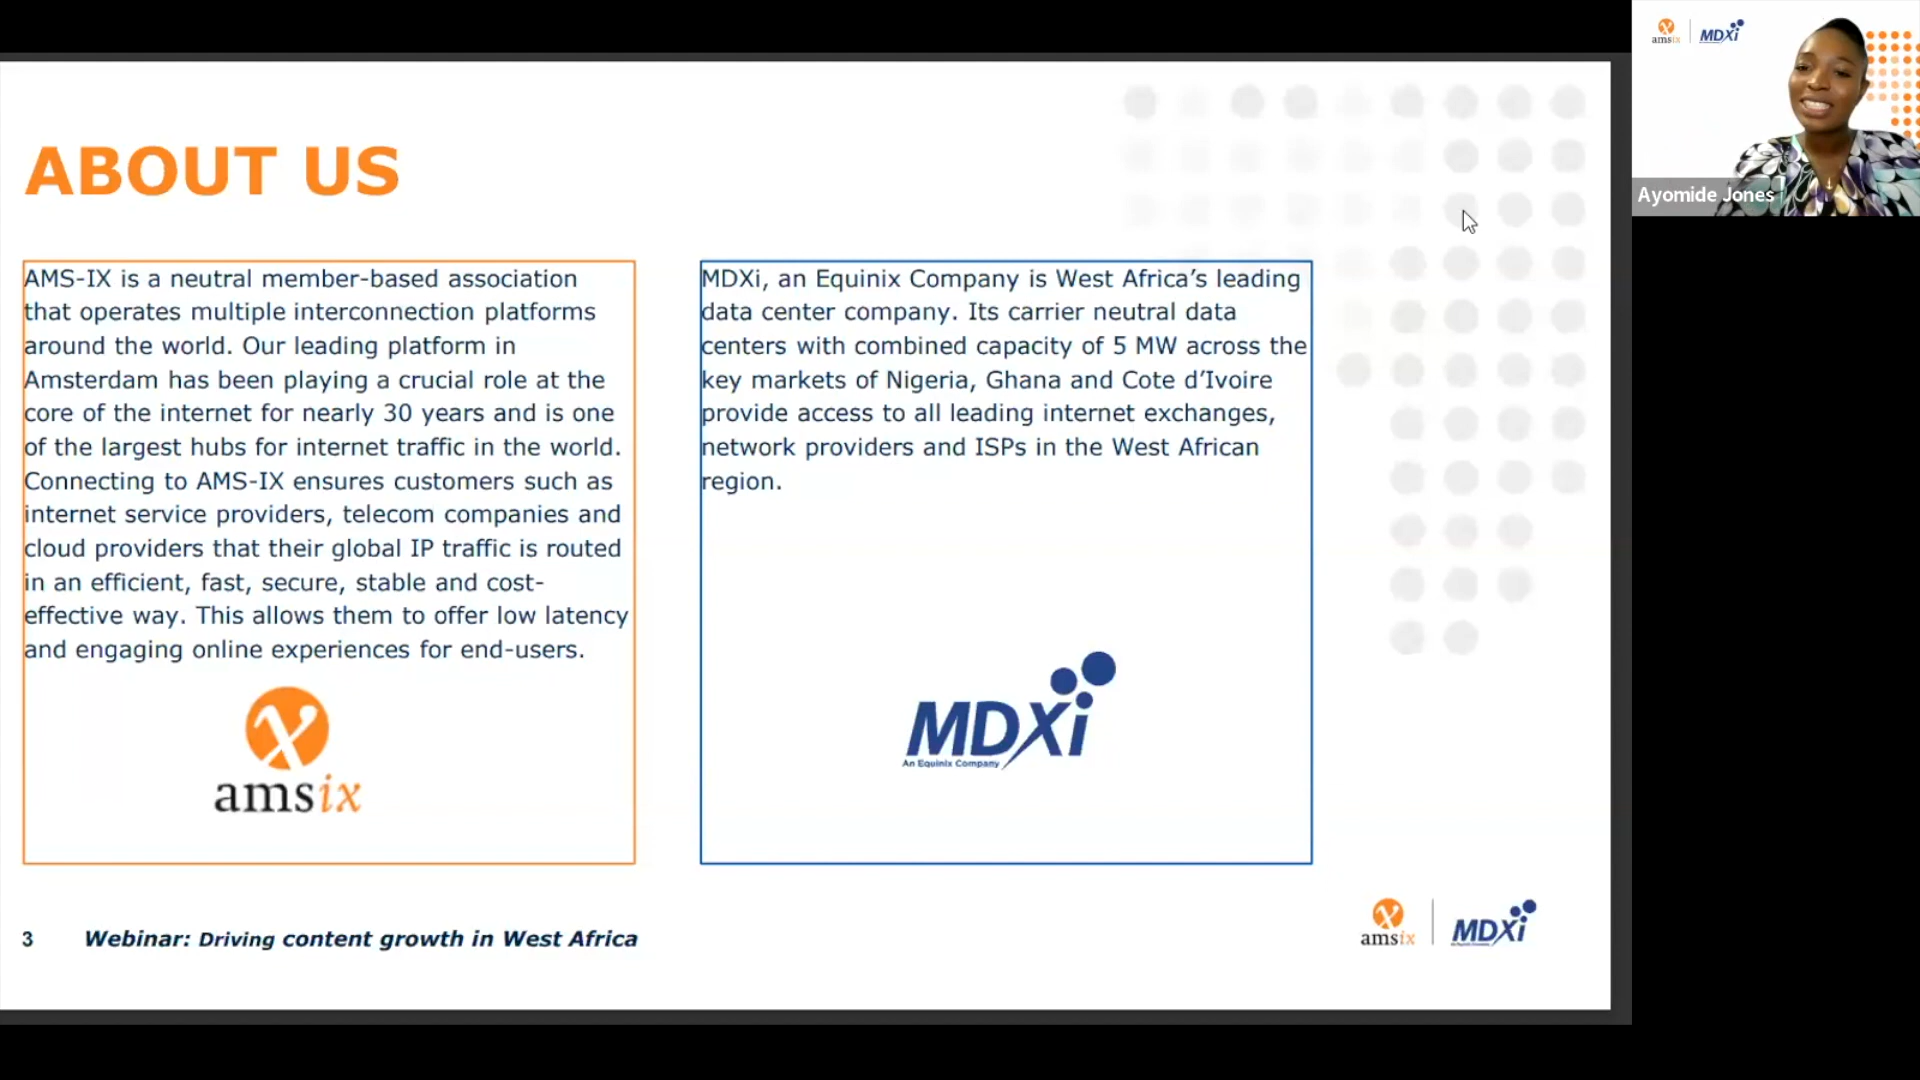 ABOUT US
AMS-IX is a neutral member-based association
that operates multiple interconnection platforms
around the world. Our leading platform in
Amsterdam has been playing a crucial role at the
core of the internet for nearly 30 years and is one
of the largest hubs for internet traffic in the world.
Connecting to AMS-IX ensures customers such as
internet service providers, telecom companies and
cloud providers that their global IP traffic is routed
in an efficient, fast, secure, stable and cost-
effective way. This allows them to offer low latency
and engaging online experiences for end-users.
amsix
MDXi, an Equinix Company is West Africa’s leading
data center company. Its carrier neutral data
centers with combined capacity of 5 MW across the
key markets of Nigeria, Ghana and Cote d’Ivoire
provide access to all leading internet exchanges,
network providers and ISPs in the West African
region.
MDXi
An Equinix Company
3 Webinar: Driving content growth in West Africa
amsix MDXi
amsix MDXi
Ayomide Jones